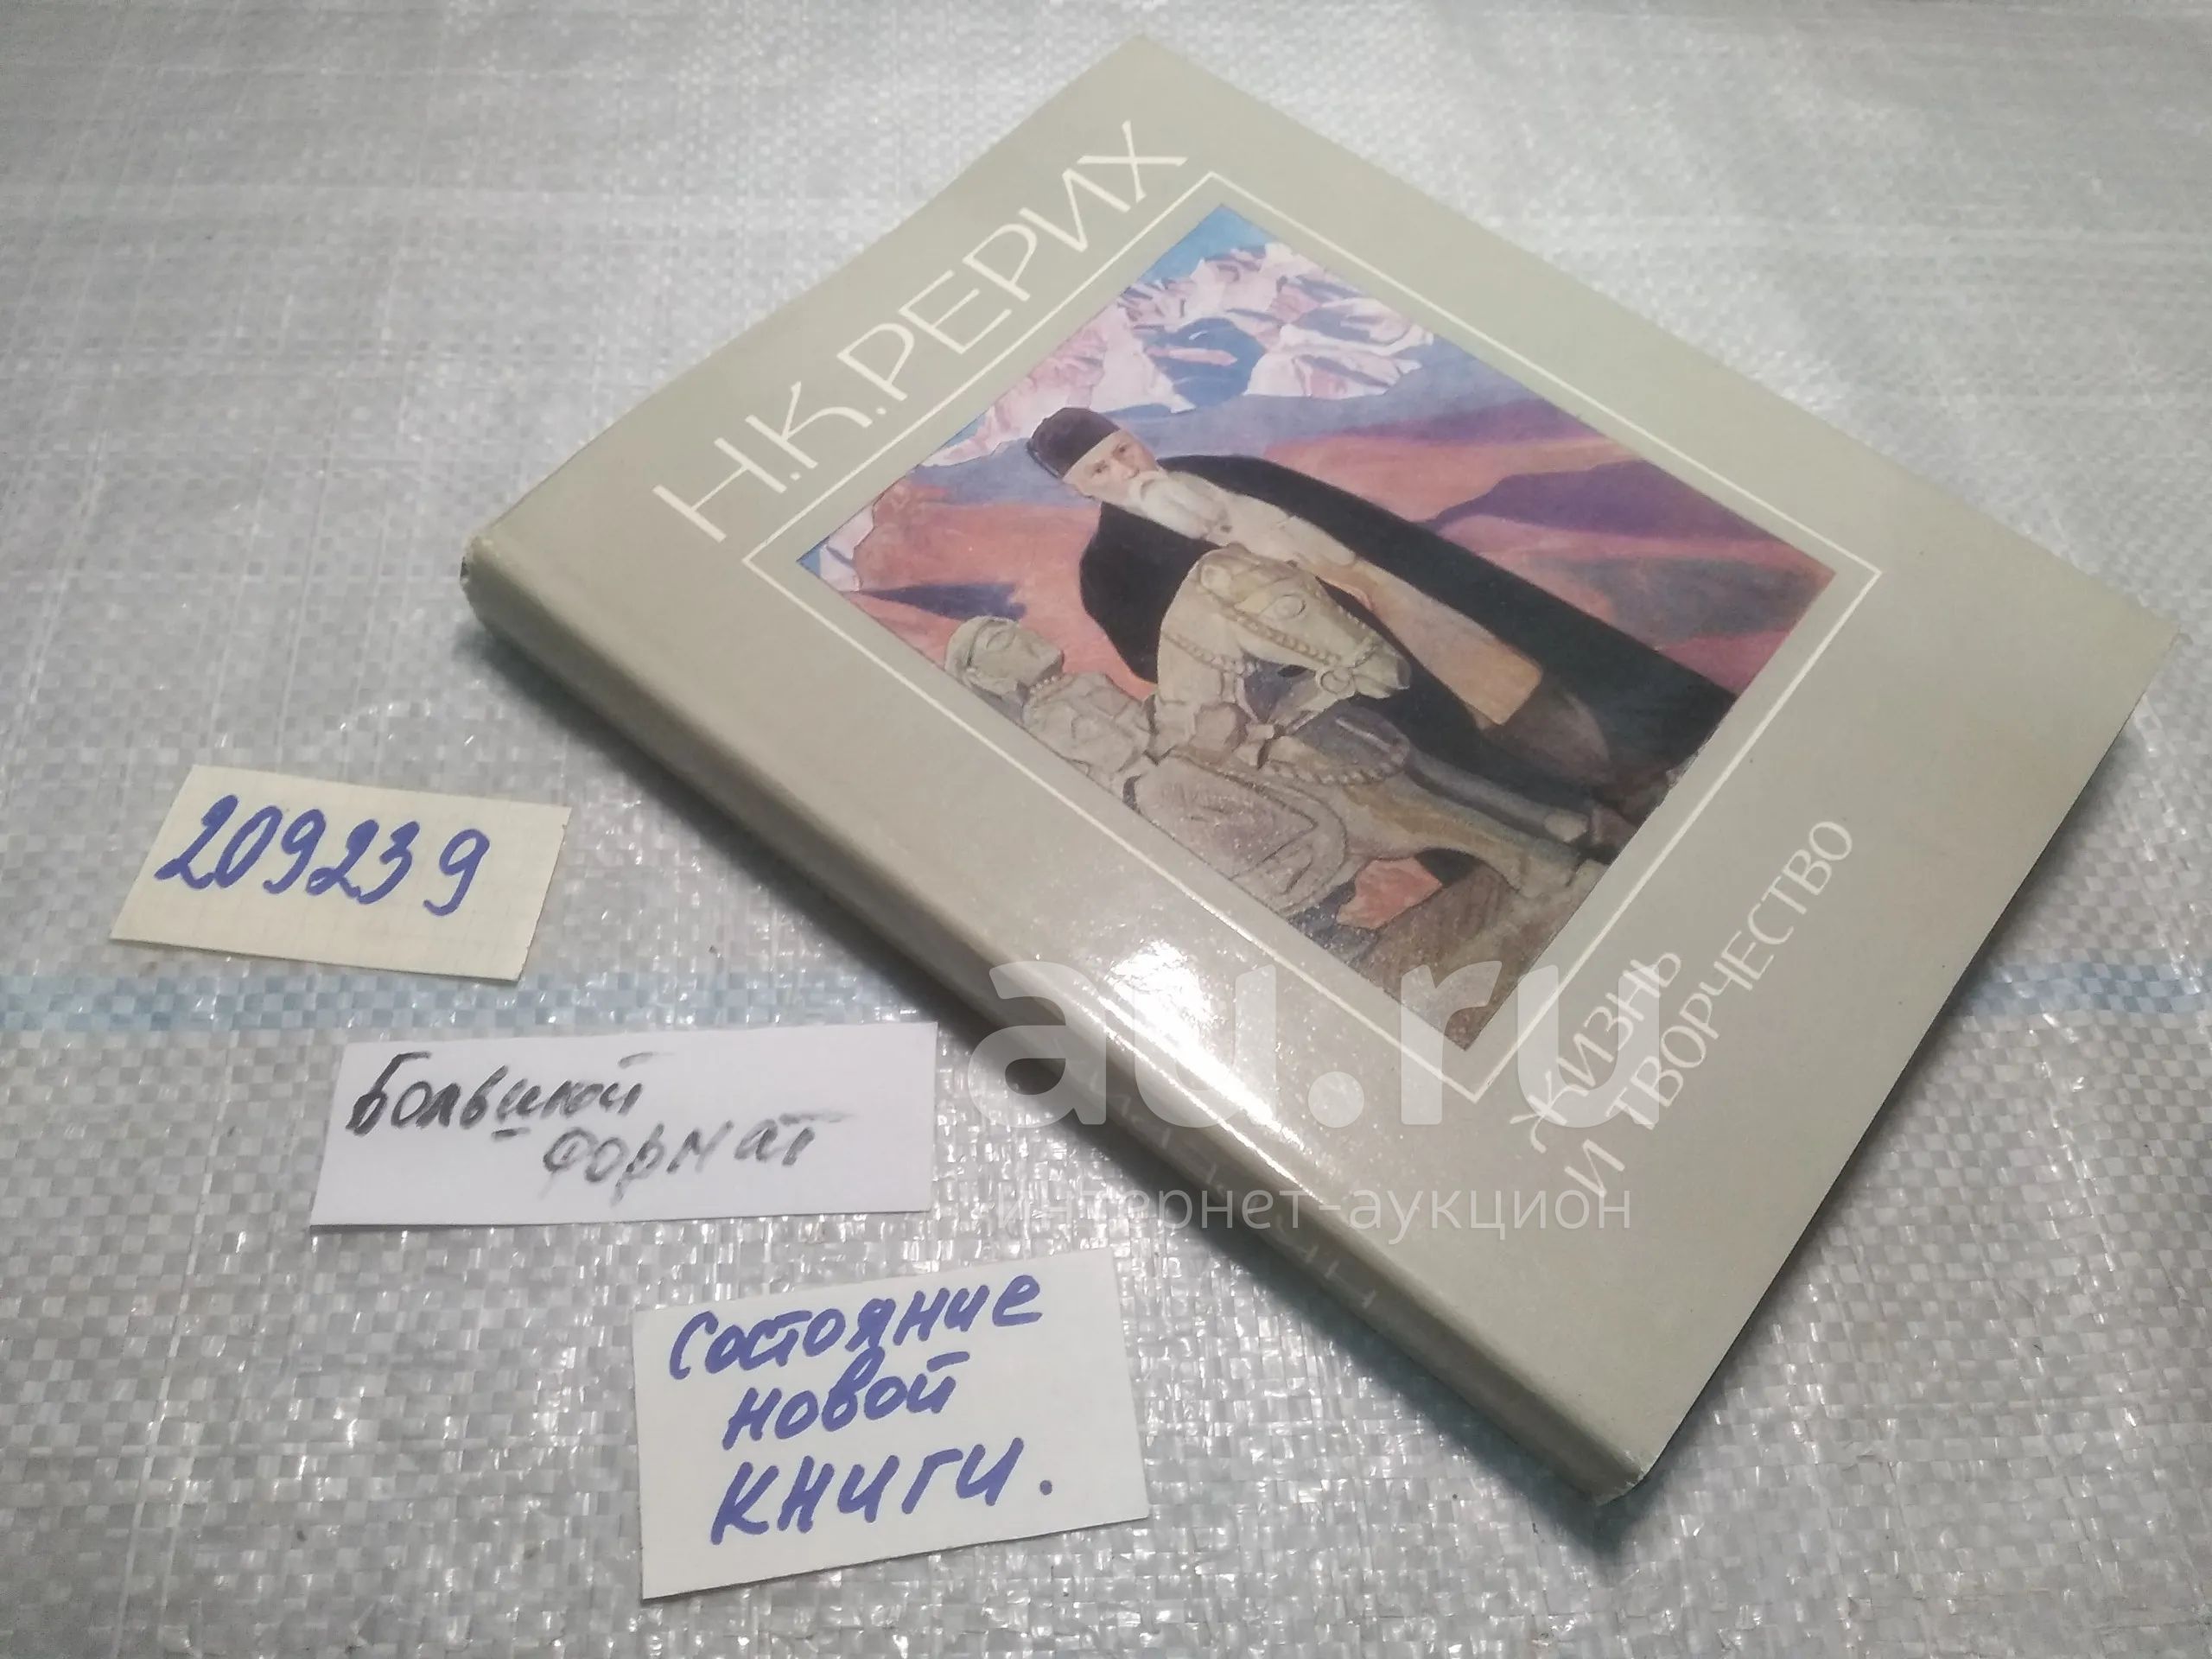 Н.К.РЕРИХ
ЖИЗНЬ
И ТВОРЧЕСТВО
209239
Большой
формат
Состояние
новой
книги.
au.ru
интернет-аукцион